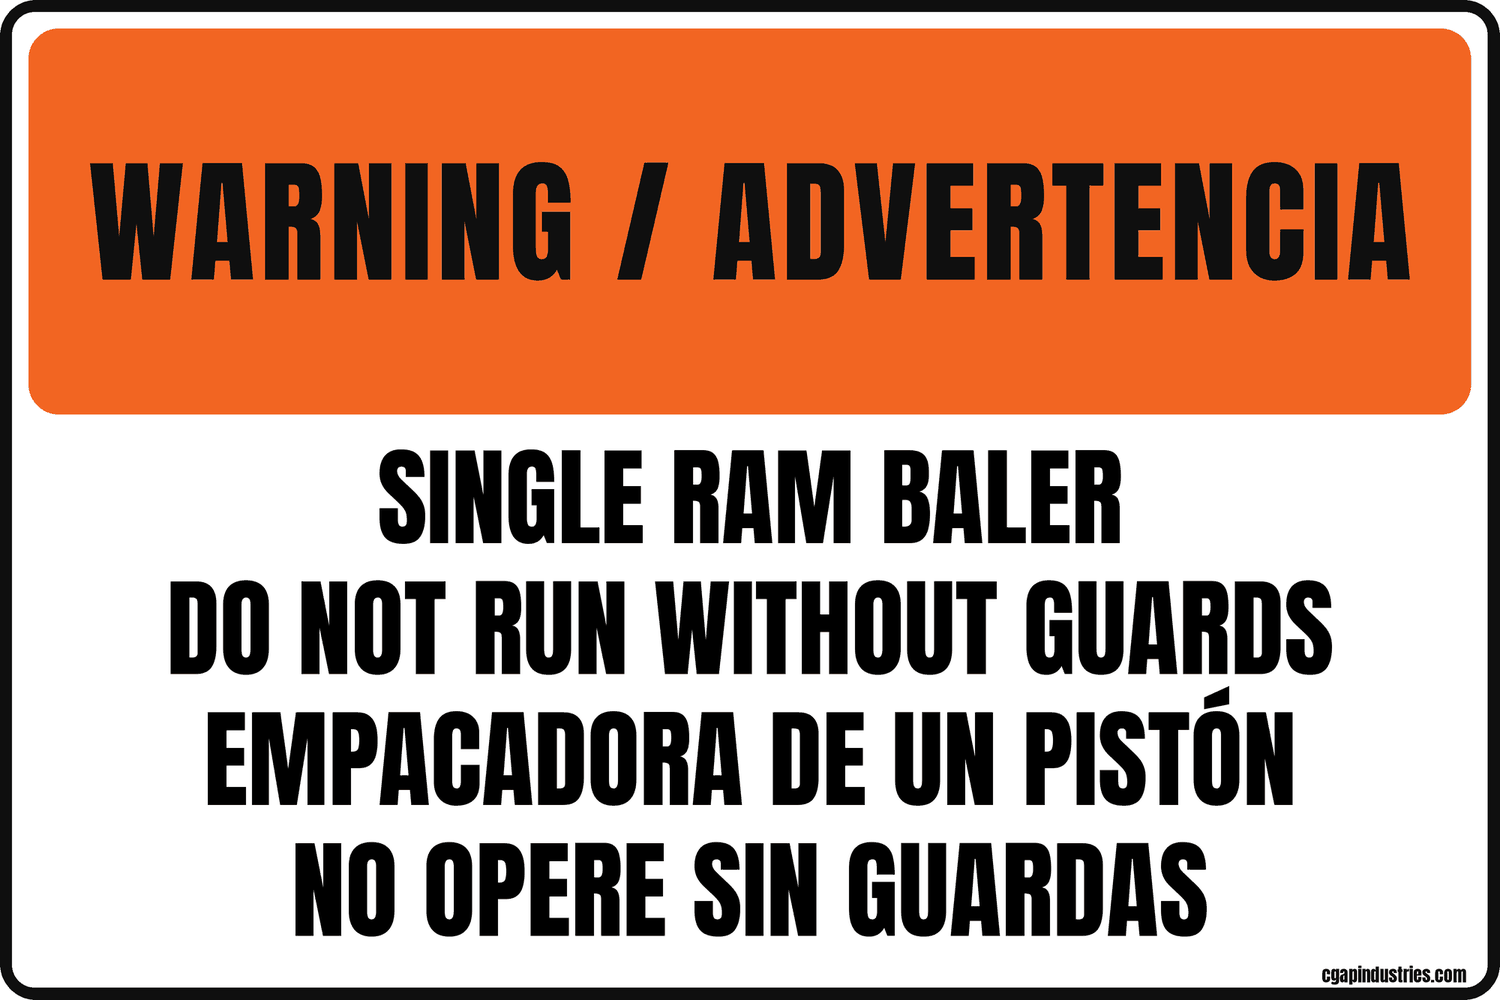 WARNING / ADVERTENCIA
SINGLE RAM BALER
DO NOT RUN WITHOUT GUARDS
EMPACADORA DE UN PISTÓN
NO OPERE SIN GUARDAS
cgapindustries.com